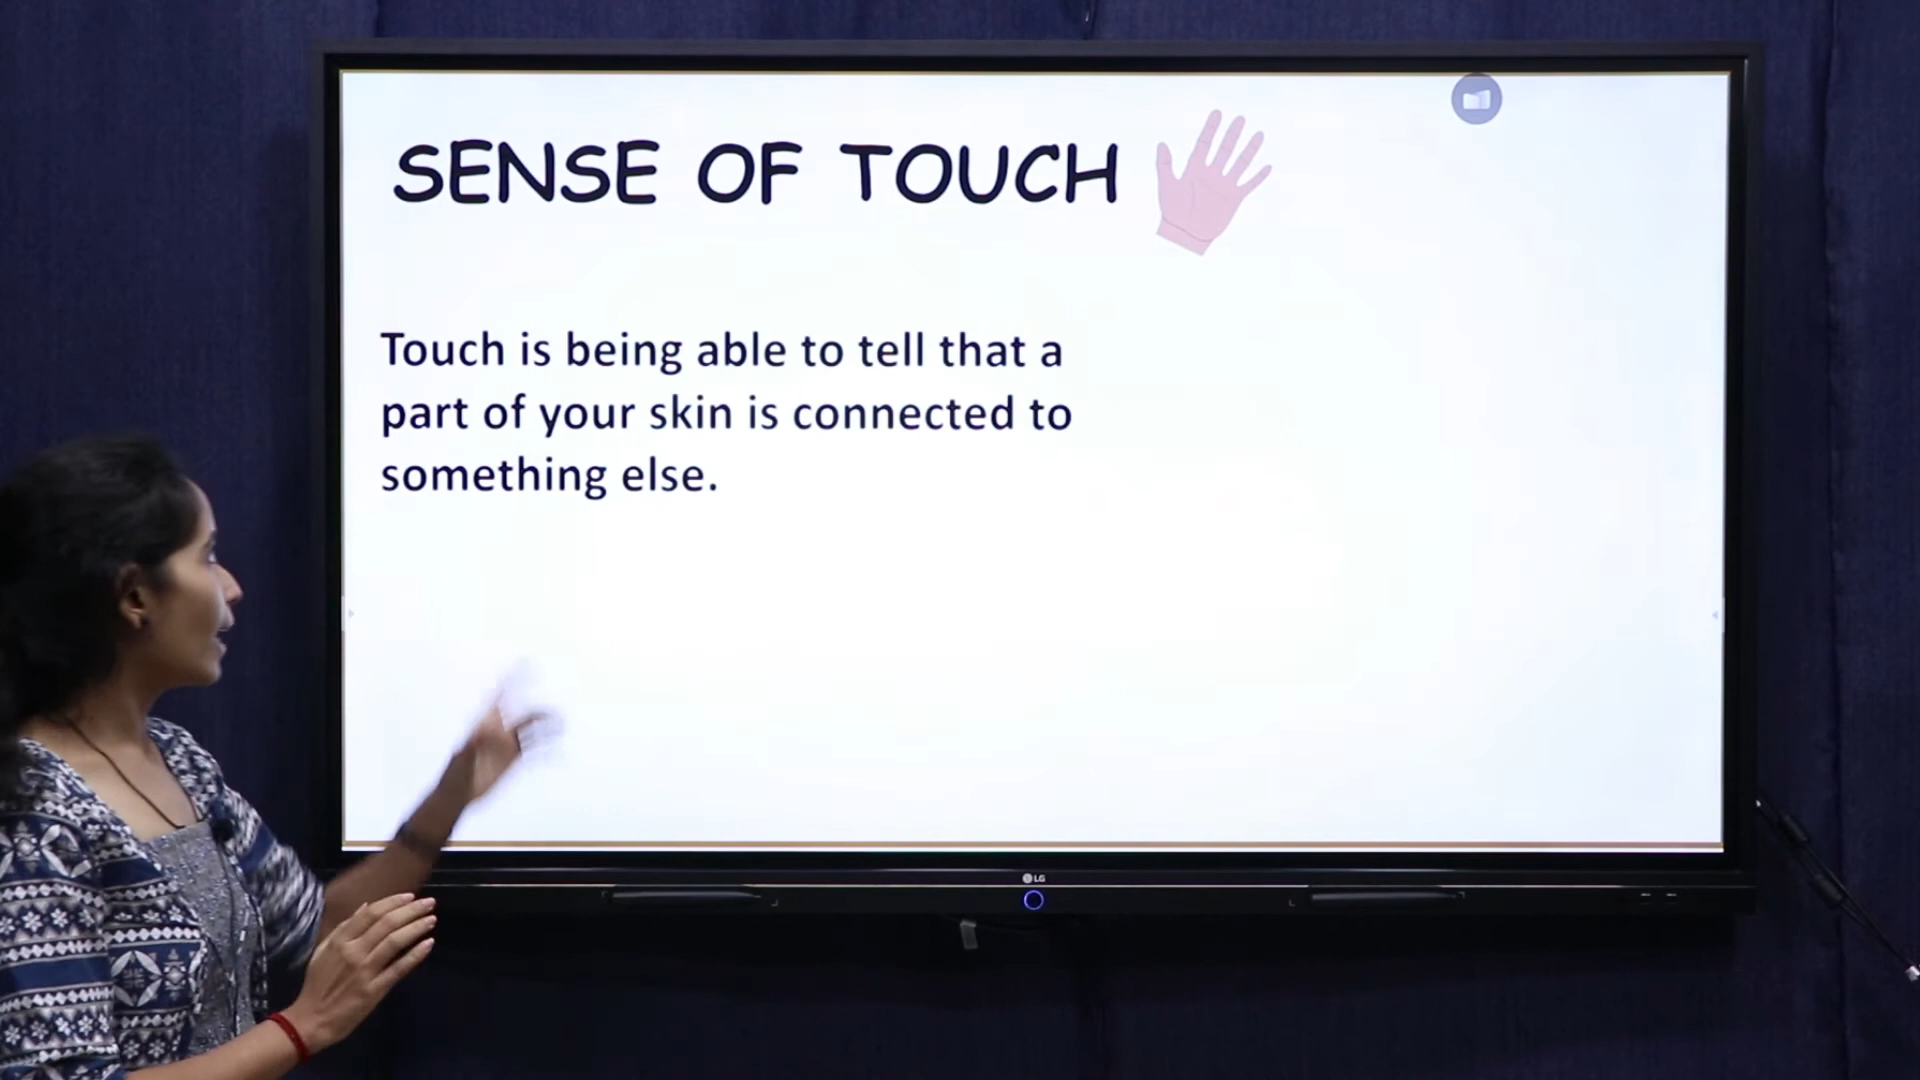 SENSE OF TOUCH
Touch is being able to tell that a
part of your skin is connected to
something else.
LG